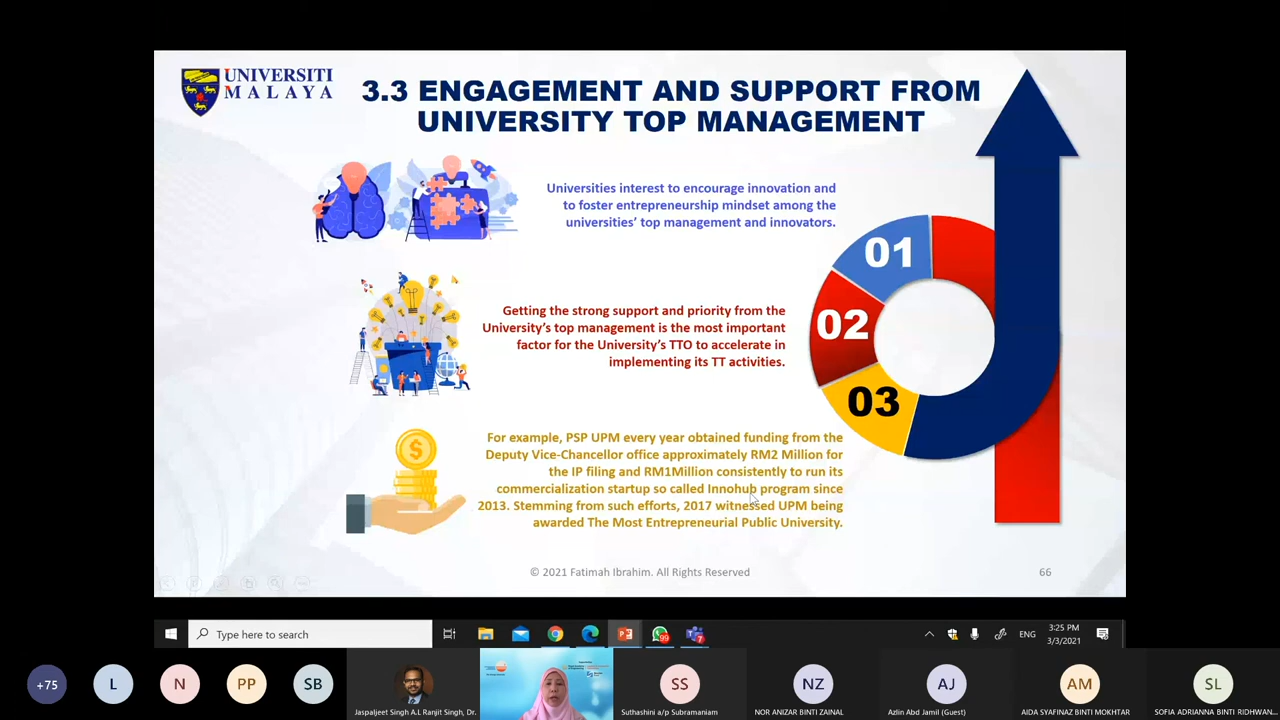 UNIVERSITI
MALAYA
3.3 ENGAGEMENT AND SUPPORT FROM
UNIVERSITY TOP MANAGEMENT
Universities interest to encourage innovation and
to foster entrepreneurship mindset among the
universities' top management and innovators.
01
Getting the strong support and priority from the
University's top management is the most important
factor for the University's TTO to accelerate in
implementing its TT activities.
02
For example, PSP UPM every year obtained funding from the
Deputy Vice-Chancellor office approximately RM2 Million for
the IP filing and RM1Million consistently to run its
commercialization startup so called Innohub program since
2013. Stemming from such efforts, 2017 witnessed UPM being
awarded The Most Entrepreneurial Public University.
03
© 2021 Fatimah Ibrahim. All Rights Reserved
66
Type here to search
99
7
ENG
3:25 PM
3/3/2021
+75
L
N
PP
SB
Jaspaljeet Singh A.L Ranjit Singh, Dr.
SS
Suthashini a/p Subramaniam
NZ
NOR ANIZAR BINTI ZAINAL
AJ
Azlin Abd Jamil (Guest)
AM
AIDA SYAFINAZ BINTI MOKHTAR
SL
SOFIA ADRIANNA BINTI RIDHWAN...